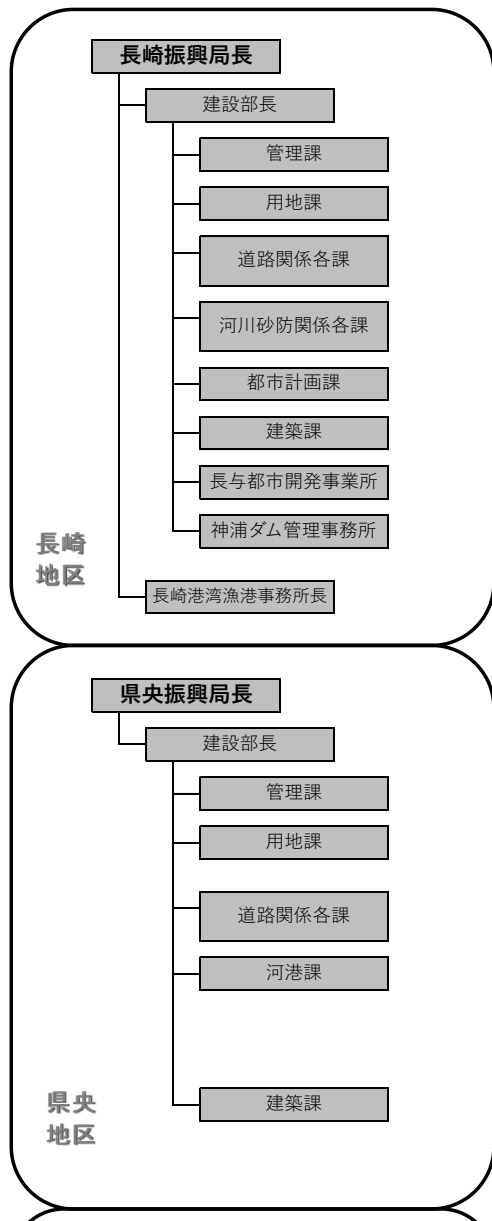 長崎振興局長
建設部長
管理課
用地課
道路関係各課
河川砂防関係各課
都市計画課
建築課
長与都市開発事業所
神浦ダム管理事務所
長崎
地区
長崎港湾漁港事務所長
県央振興局長
建設部長
管理課
用地課
道路関係各課
河港課
建築課
県央
地区